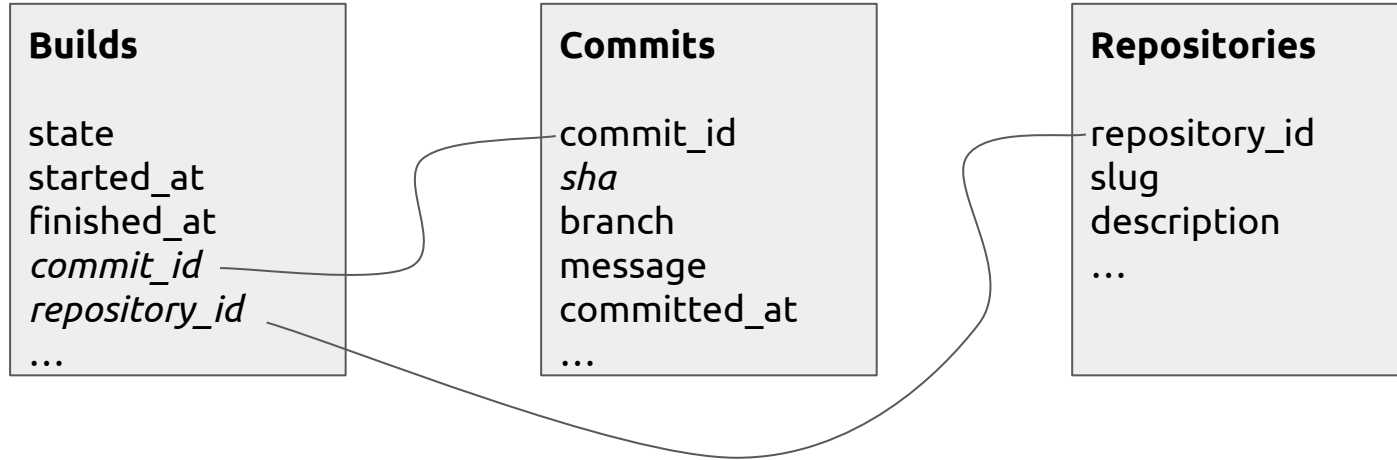 Builds
state
started_at
finished_at
commit_id
repository_id
…
Commits
commit_id
sha
branch
message
committed_at
…
Repositories
repository_id
slug
description
…